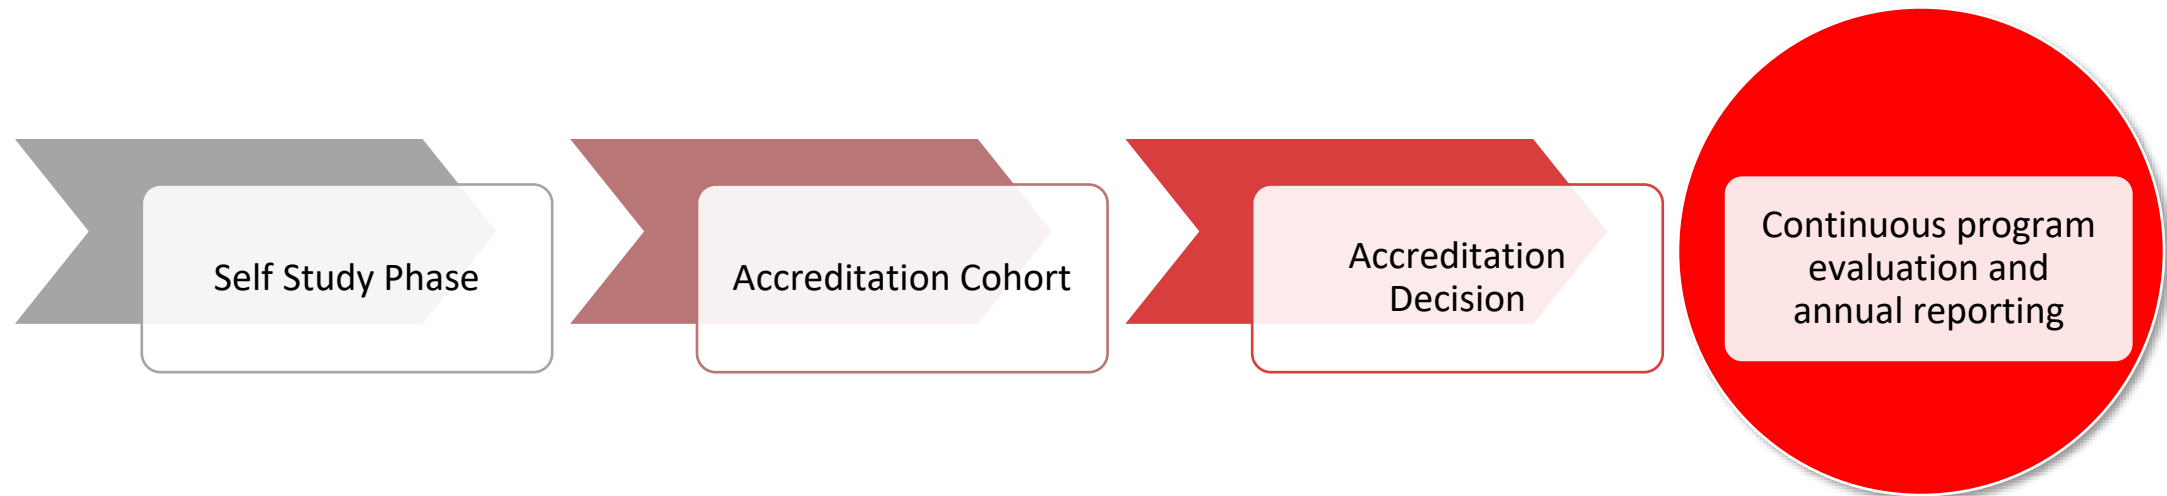 Self Study Phase
Accreditation Cohort
Accreditation
Decision
Continuous program
evaluation and
annual reporting